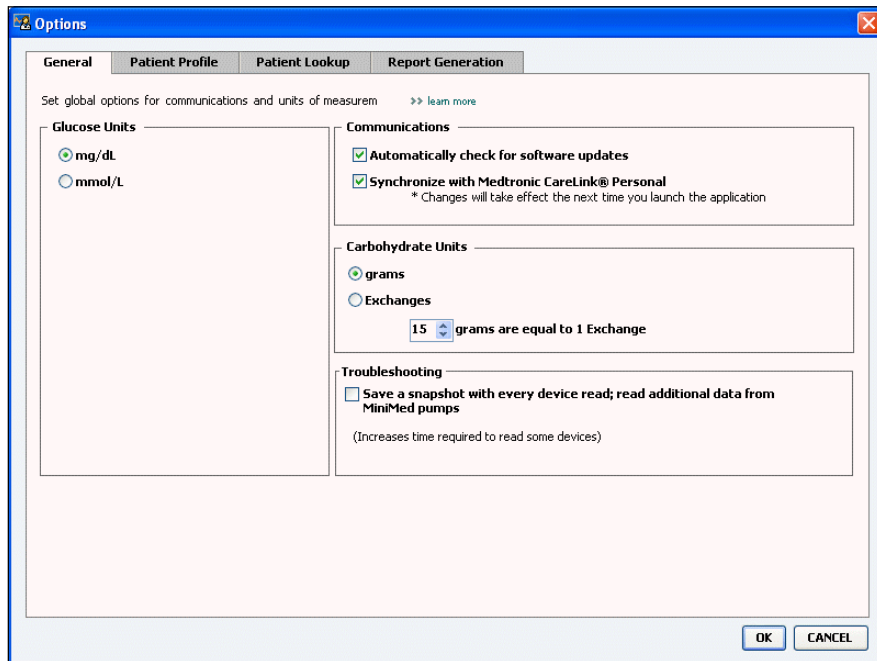 Options
General
Patient Profile
Patient Lookup
Report Generation
Set global options for communications and units of measurem
>> learn more
Glucose Units
mg/dL
mmol/L
Communications
Automatically check for software updates
Synchronize with Medtronic CareLink® Personal
* Changes will take effect the next time you launch the application
Carbohydrate Units
grams
Exchanges
15 grams are equal to 1 Exchange
Troubleshooting
Save a snapshot with every device read; read additional data from
MiniMed pumps
(Increases time required to read some devices)
OK
CANCEL